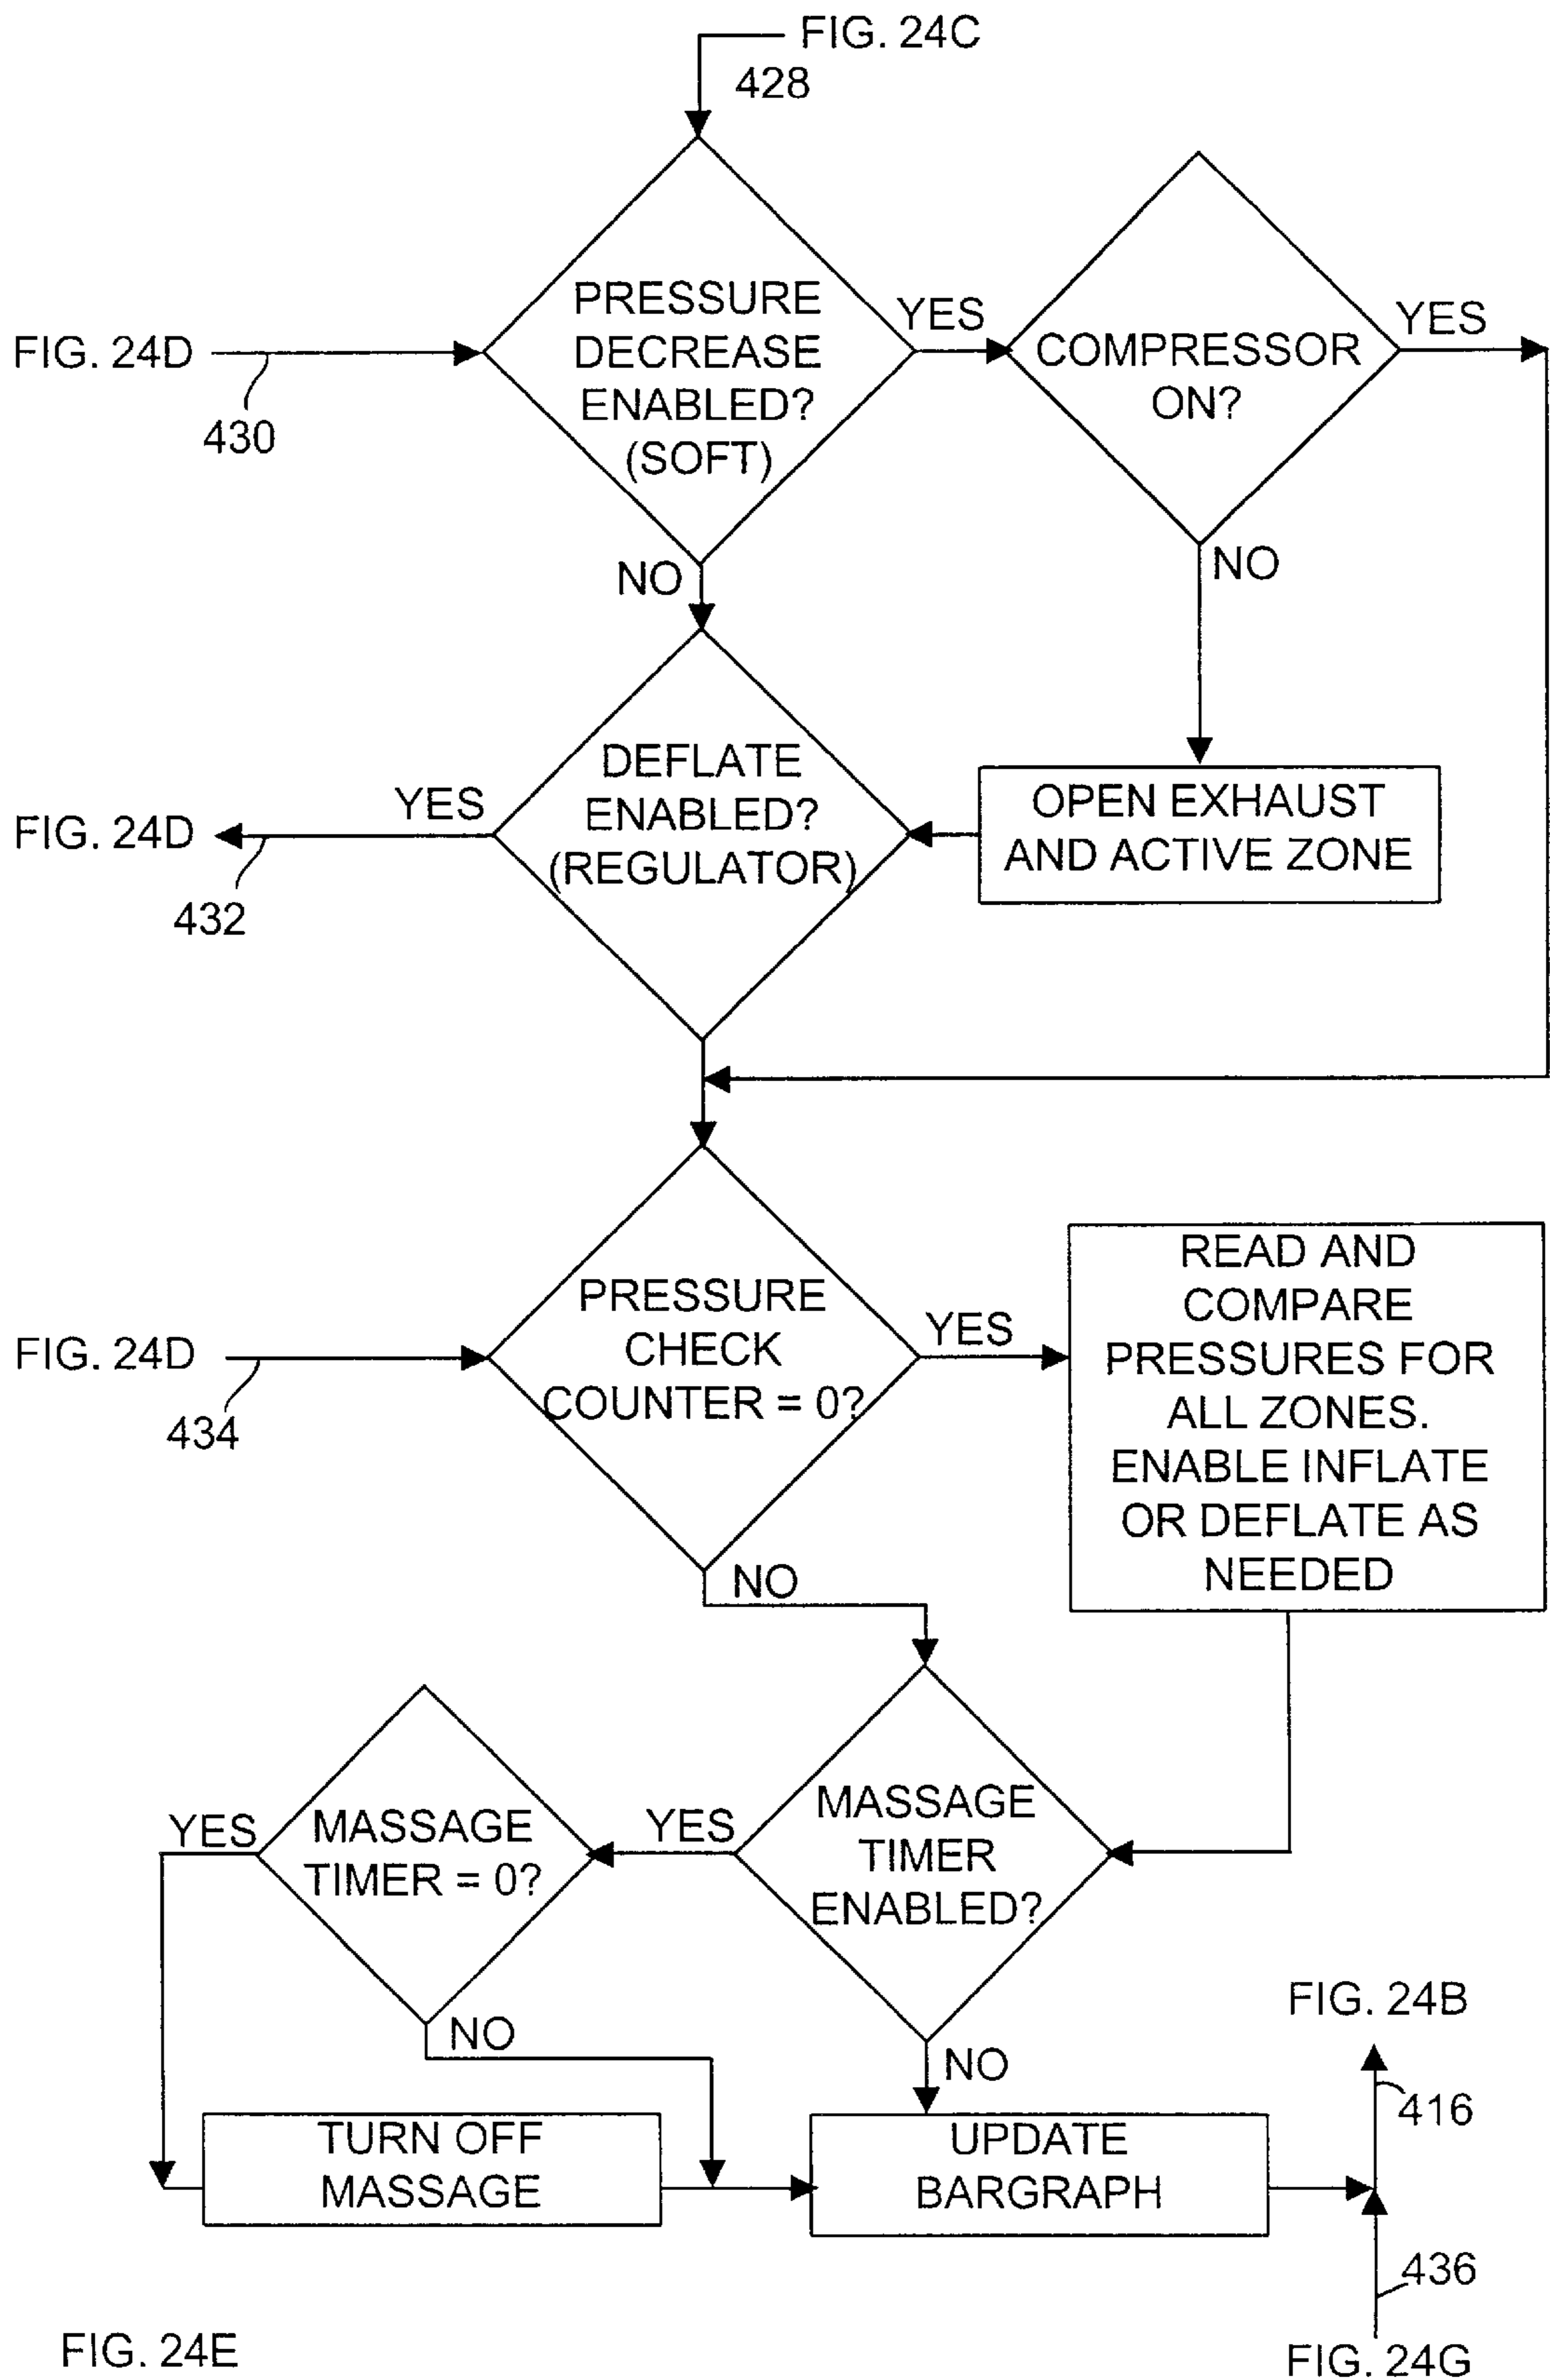 FIG. 24C
428
PRESSURE
DECREASE
ENABLED?
(SOFT)
YES
COMPRESSOR
ON?
YES
FIG. 24D
430
NO
NO
DEFLATE
ENABLED?
(REGULATOR)
YES
FIG. 24D
432
OPEN EXHAUST
AND ACTIVE ZONE
PRESSURE
CHECK
COUNTER = 0?
YES
FIG. 24D
434
READ AND
COMPARE
PRESSURES FOR
ALL ZONES.
ENABLE INFLATE
OR DEFLATE AS
NEEDED
NO
MASSAGE
TIMER
ENABLED?
YES
MASSAGE
TIMER = 0?
YES
NO
NO
TURN OFF
MASSAGE
UPDATE
BARGRAPH
FIG. 24B
416
436
FIG. 24G
FIG. 24E